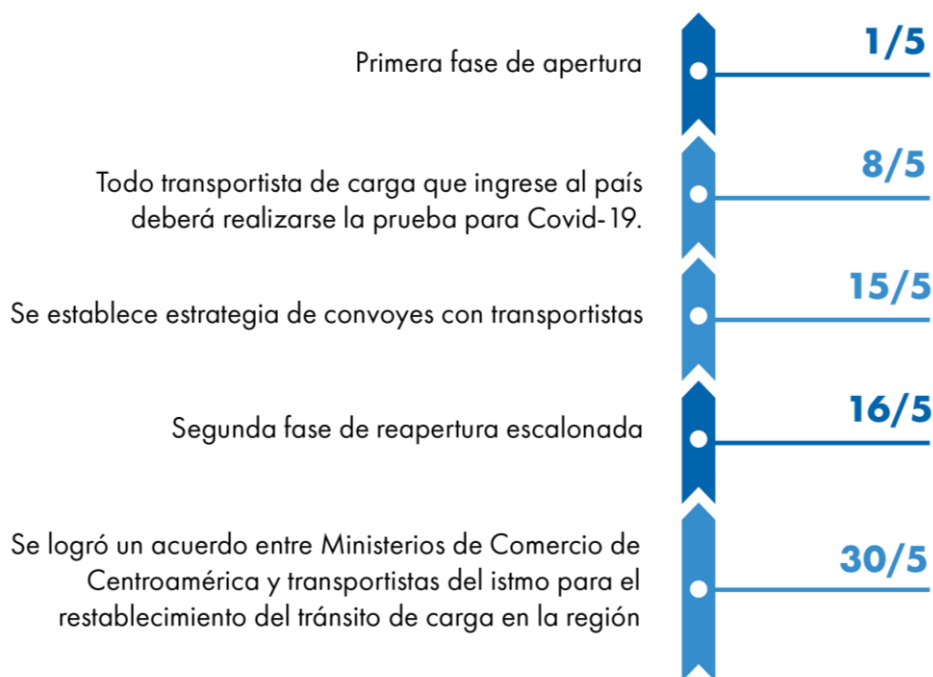 Primera fase de apertura
1/5
Todo transportista de carga que ingrese al país
deberá realizarse la prueba para Covid-19.
8/5
Se establece estrategia de convoyes con transportistas
15/5
Segunda fase de reapertura escalonada
16/5
Se logró un acuerdo entre Ministerios de Comercio de
Centroamérica y transportistas del istmo para el
restablecimiento del tránsito de carga en la región
30/5